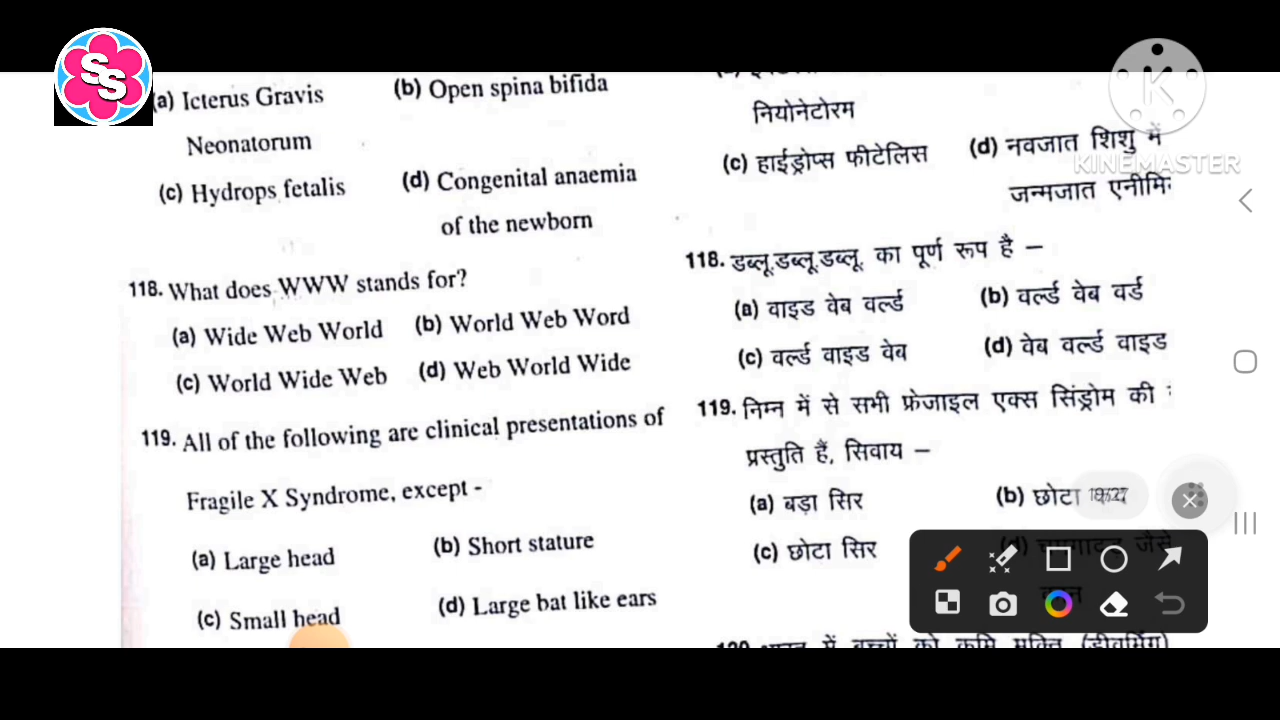 SS
KINEMASTER
(a) Icterus Gravis (b) Open spina bifida
Neonatorum
(c) Hydrops fetalis (d) Congenital anaemia
of the newborn
118. What does WWW stands for?
(a) Wide Web World (b) World Web Word
(c) World Wide Web (d) Web World Wide
119. All of the following are clinical presentations of
Fragile X Syndrome, except -
(a) Large head (b) Short stature
(c) Small head (d) Large bat like ears
नियोनेटोरम
(c) हाईड्रोप्स फीटेलिस (d) नवजात शिशु में
जन्मजात
118. डब्लू.डब्लू.डब्लू. का पूर्ण रूप है –
(a) वाइड वेब वर्ल्ड (b) वर्ल्ड वेब वर्ड
(c) वर्ल्ड वाइड वेब (d) वेब वर्ल्ड वाइड
119. निम्न में से सभी फ्रेजाइल एक्स सिंड्रोम की
प्रस्तुति हैं, सिवाय –
(a) बड़ा सिर (b) छोटा
(c) छोटा सिर (d) चमगादड़ जैसे
कान
में बच्चों को कृमि मुक्ति (डीवर्मिंग)